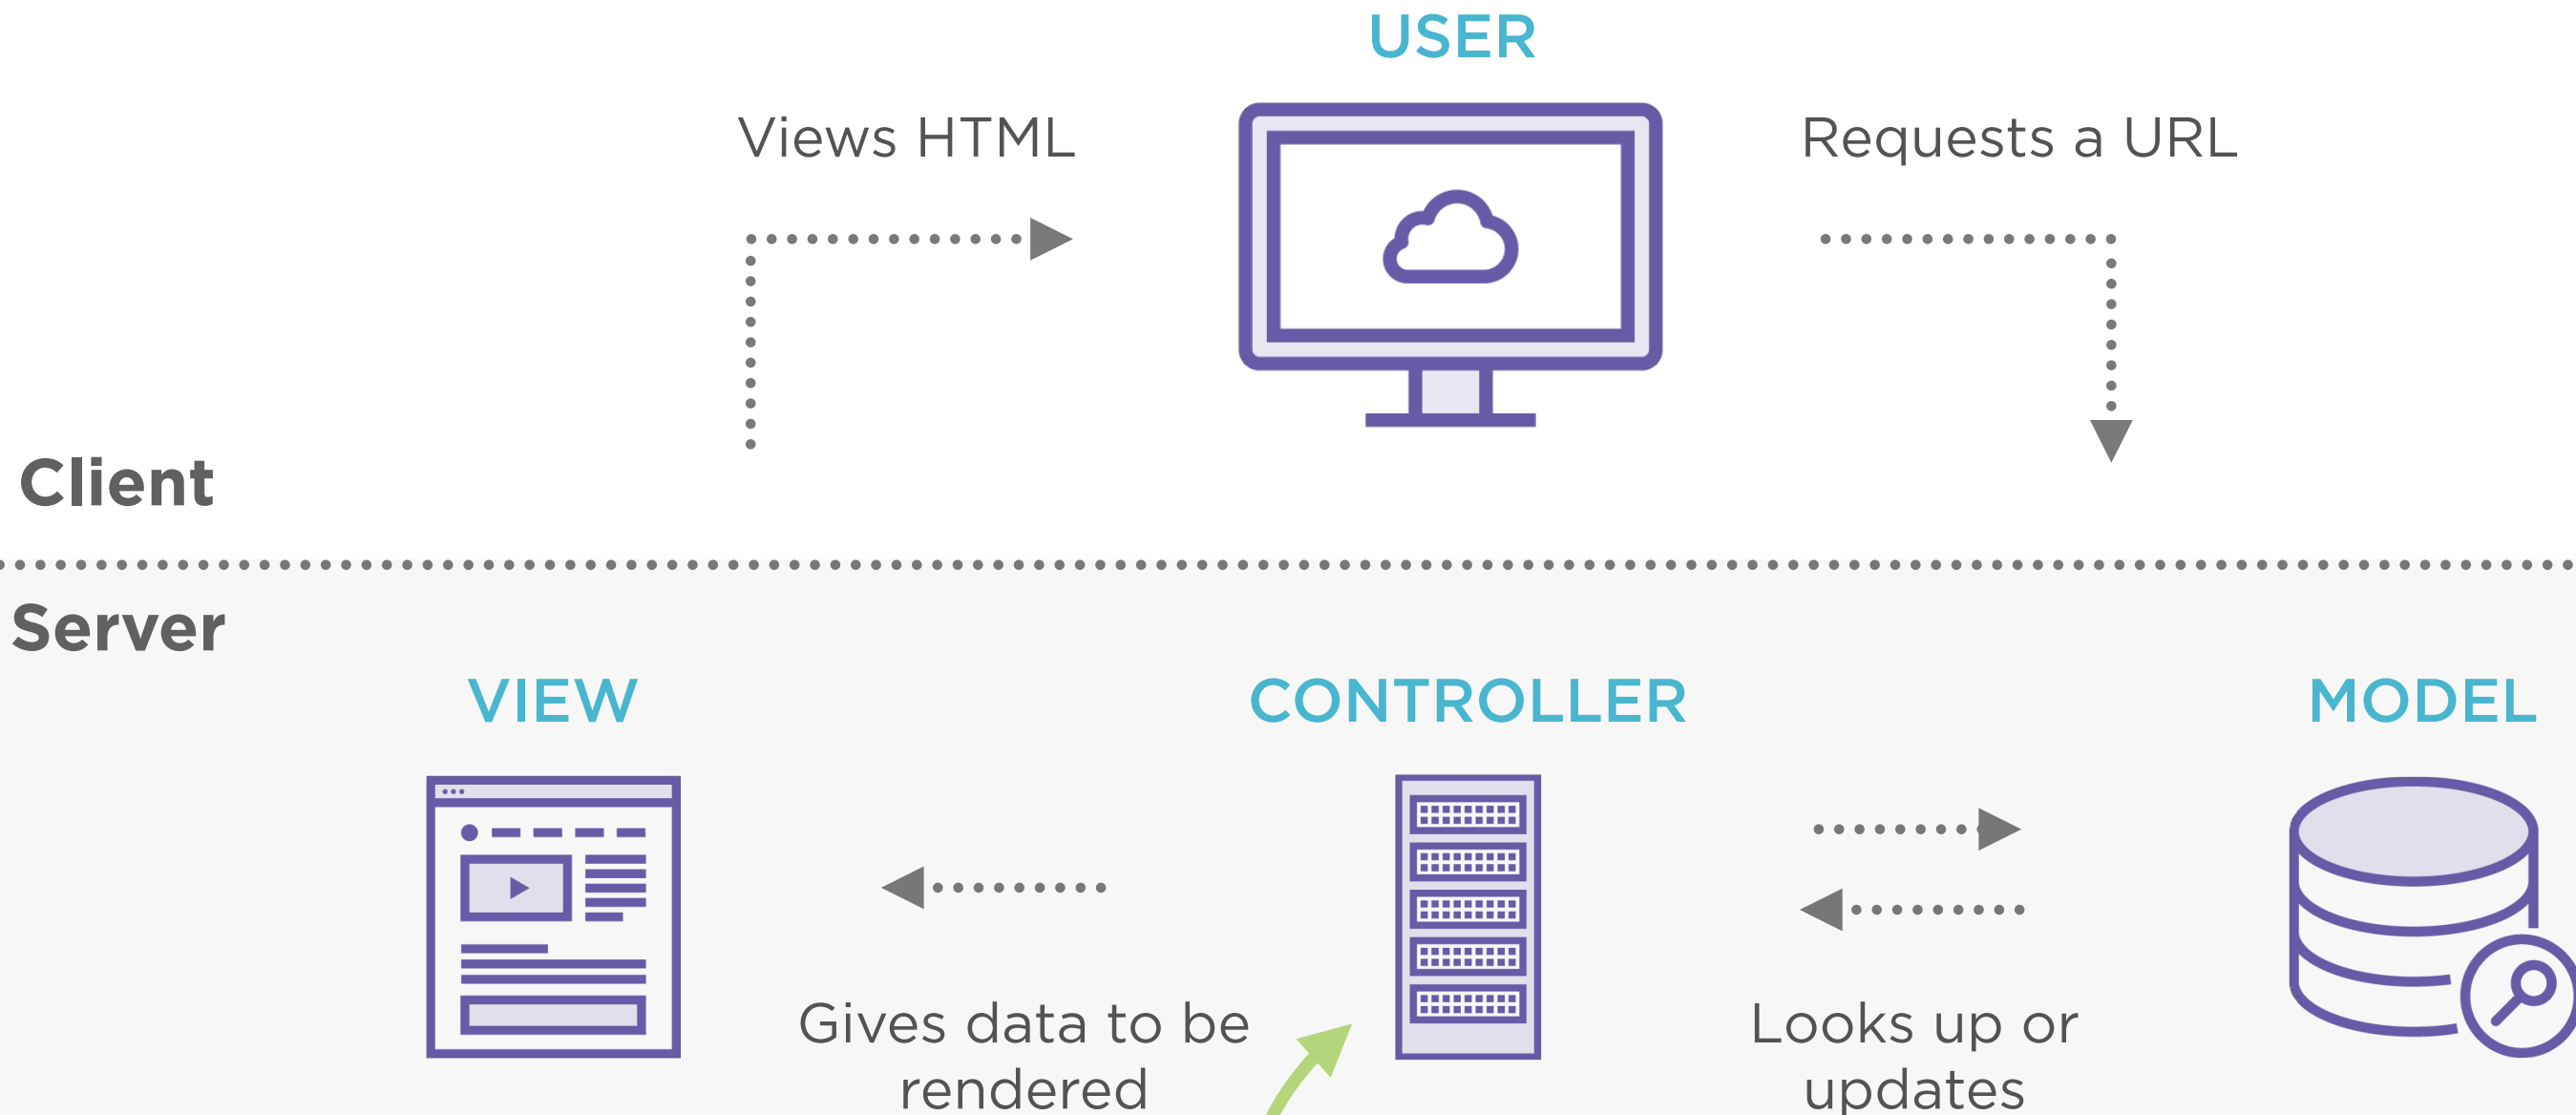 USER
Views HTML
Requests a URL
Client
Server
VIEW
CONTROLLER
MODEL
Gives data to be
rendered
Looks up or
updates